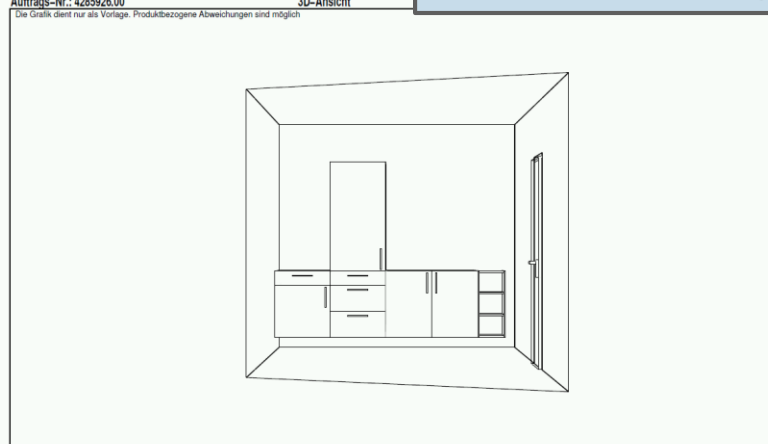 Auftrags-Nr.: 4285926.00
3D-Ansicht
Die Grafik dient nur als Vorlage. Produktbezogene Abweichungen sind möglich